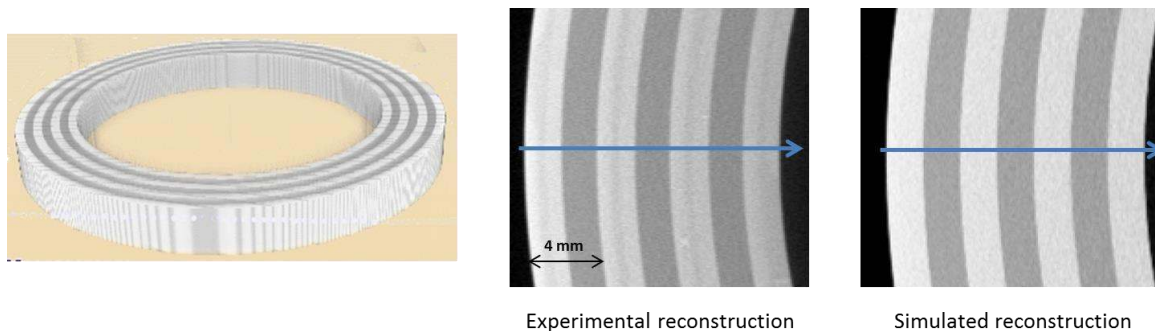 4 mm
Experimental reconstruction
Simulated reconstruction